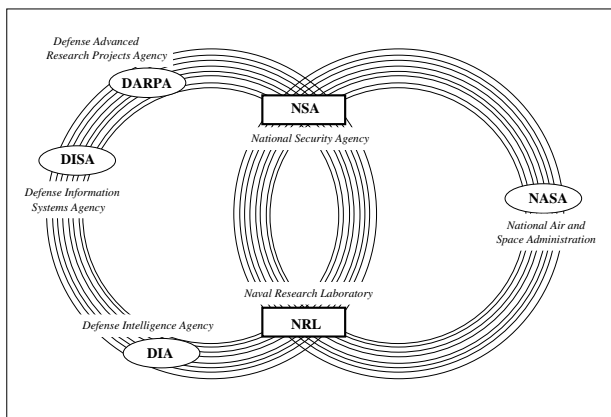 Defense Advanced
Research Projects Agency
DARPA
NSA
National Security Agency
DISA
Defense Information
Systems Agency
NASA
National Air and
Space Administration
Naval Research Laboratory
NRL
Defense Intelligence Agency
DIA